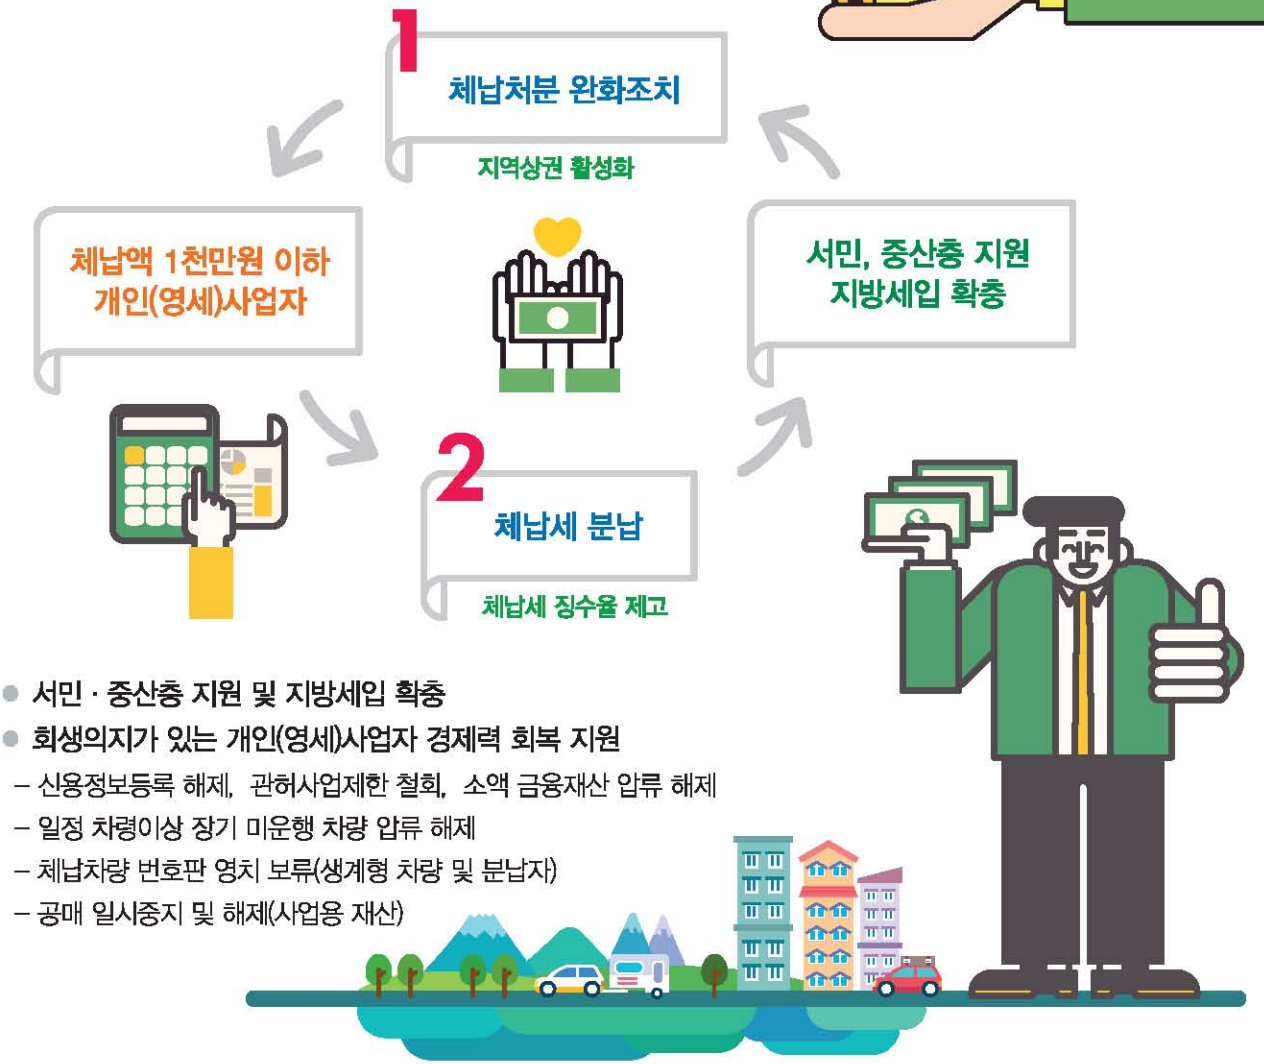 1
체납처분 완화조치
지역상권 활성화
체납액 1천만원 이하
개인(영세)사업자
서민, 중산층 지원
지방세입 확충
2
체납세 분납
체납세 징수율 제고
● 서민 · 중산층 지원 및 지방세입 확충
● 회생의지가 있는 개인(영세)사업자 경제력 회복 지원
– 신용정보등록 해제, 관허사업제한 철회, 소액 금융재산 압류 해제
– 일정 차령이상 장기 미운행 차량 압류 해제
– 체납차량 번호판 영치 보류(생계형 차량 및 분납자)
– 공매 일시중지 및 해제(사업용 재산)